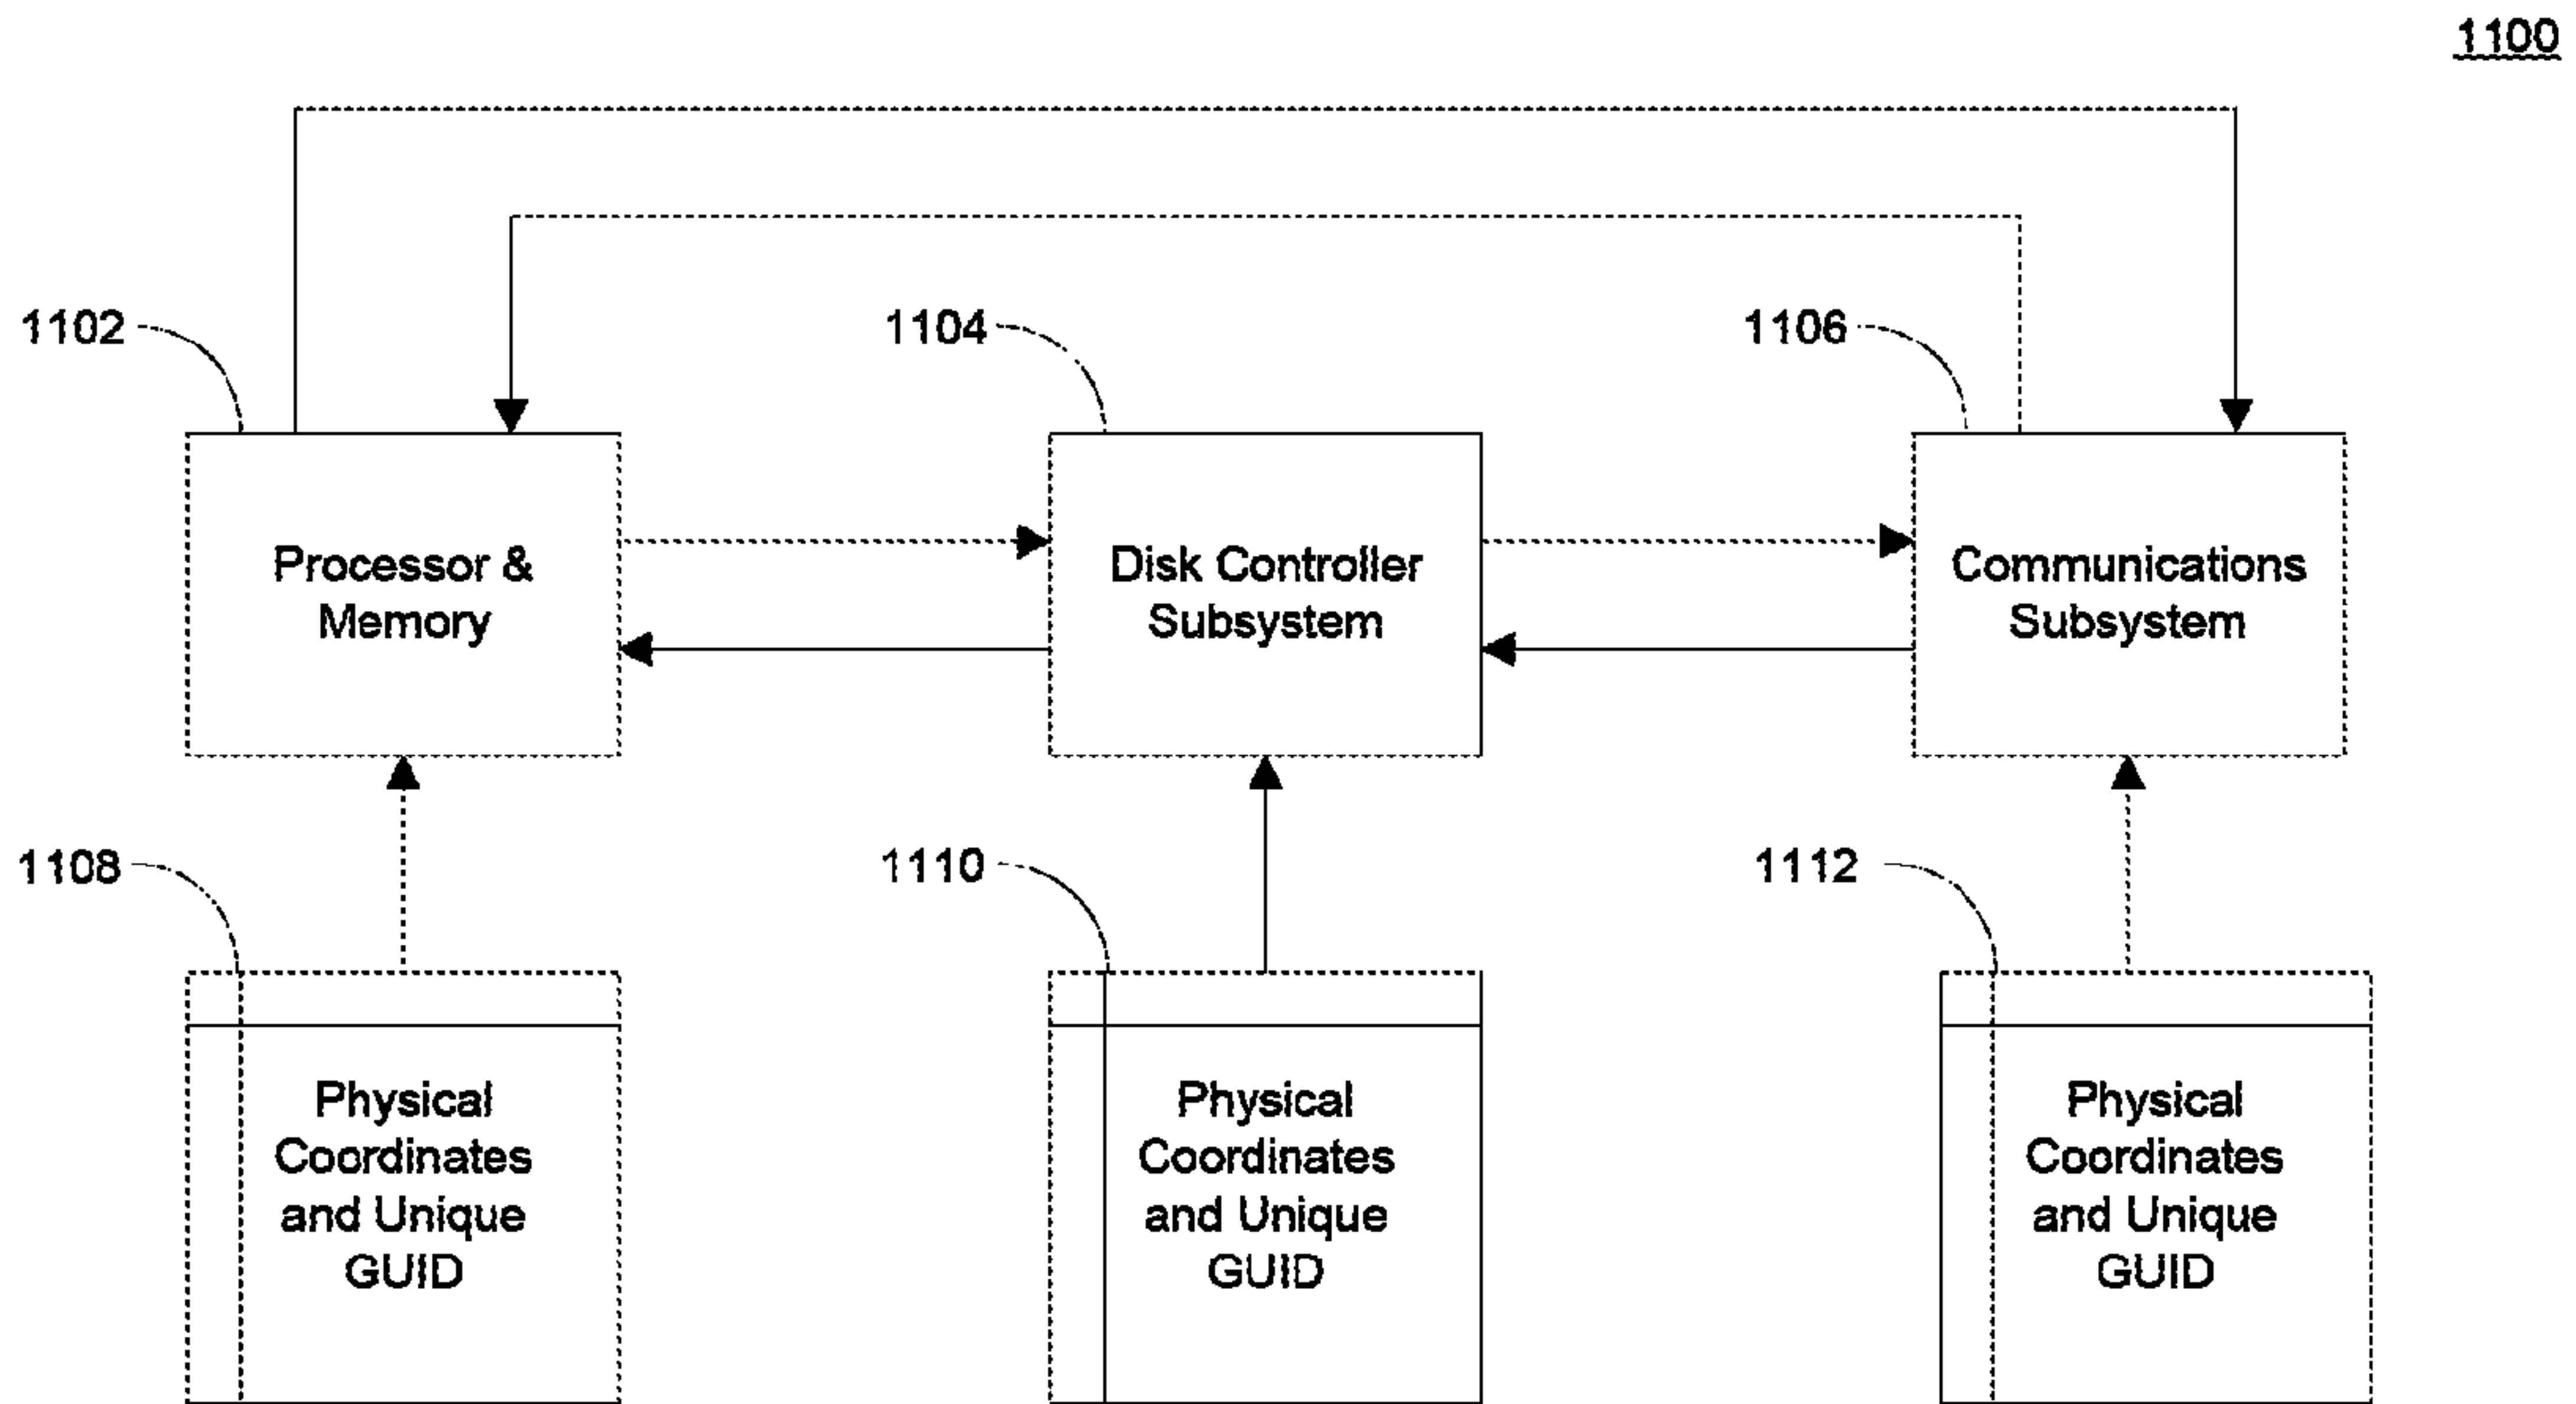 1100
1102
1104
1106
Processor &
Memory
Disk Controller
Subsystem
Communications
Subsystem
1108
1110
1112
Physical
Coordinates
and Unique
GUID
Physical
Coordinates
and Unique
GUID
Physical
Coordinates
and Unique
GUID